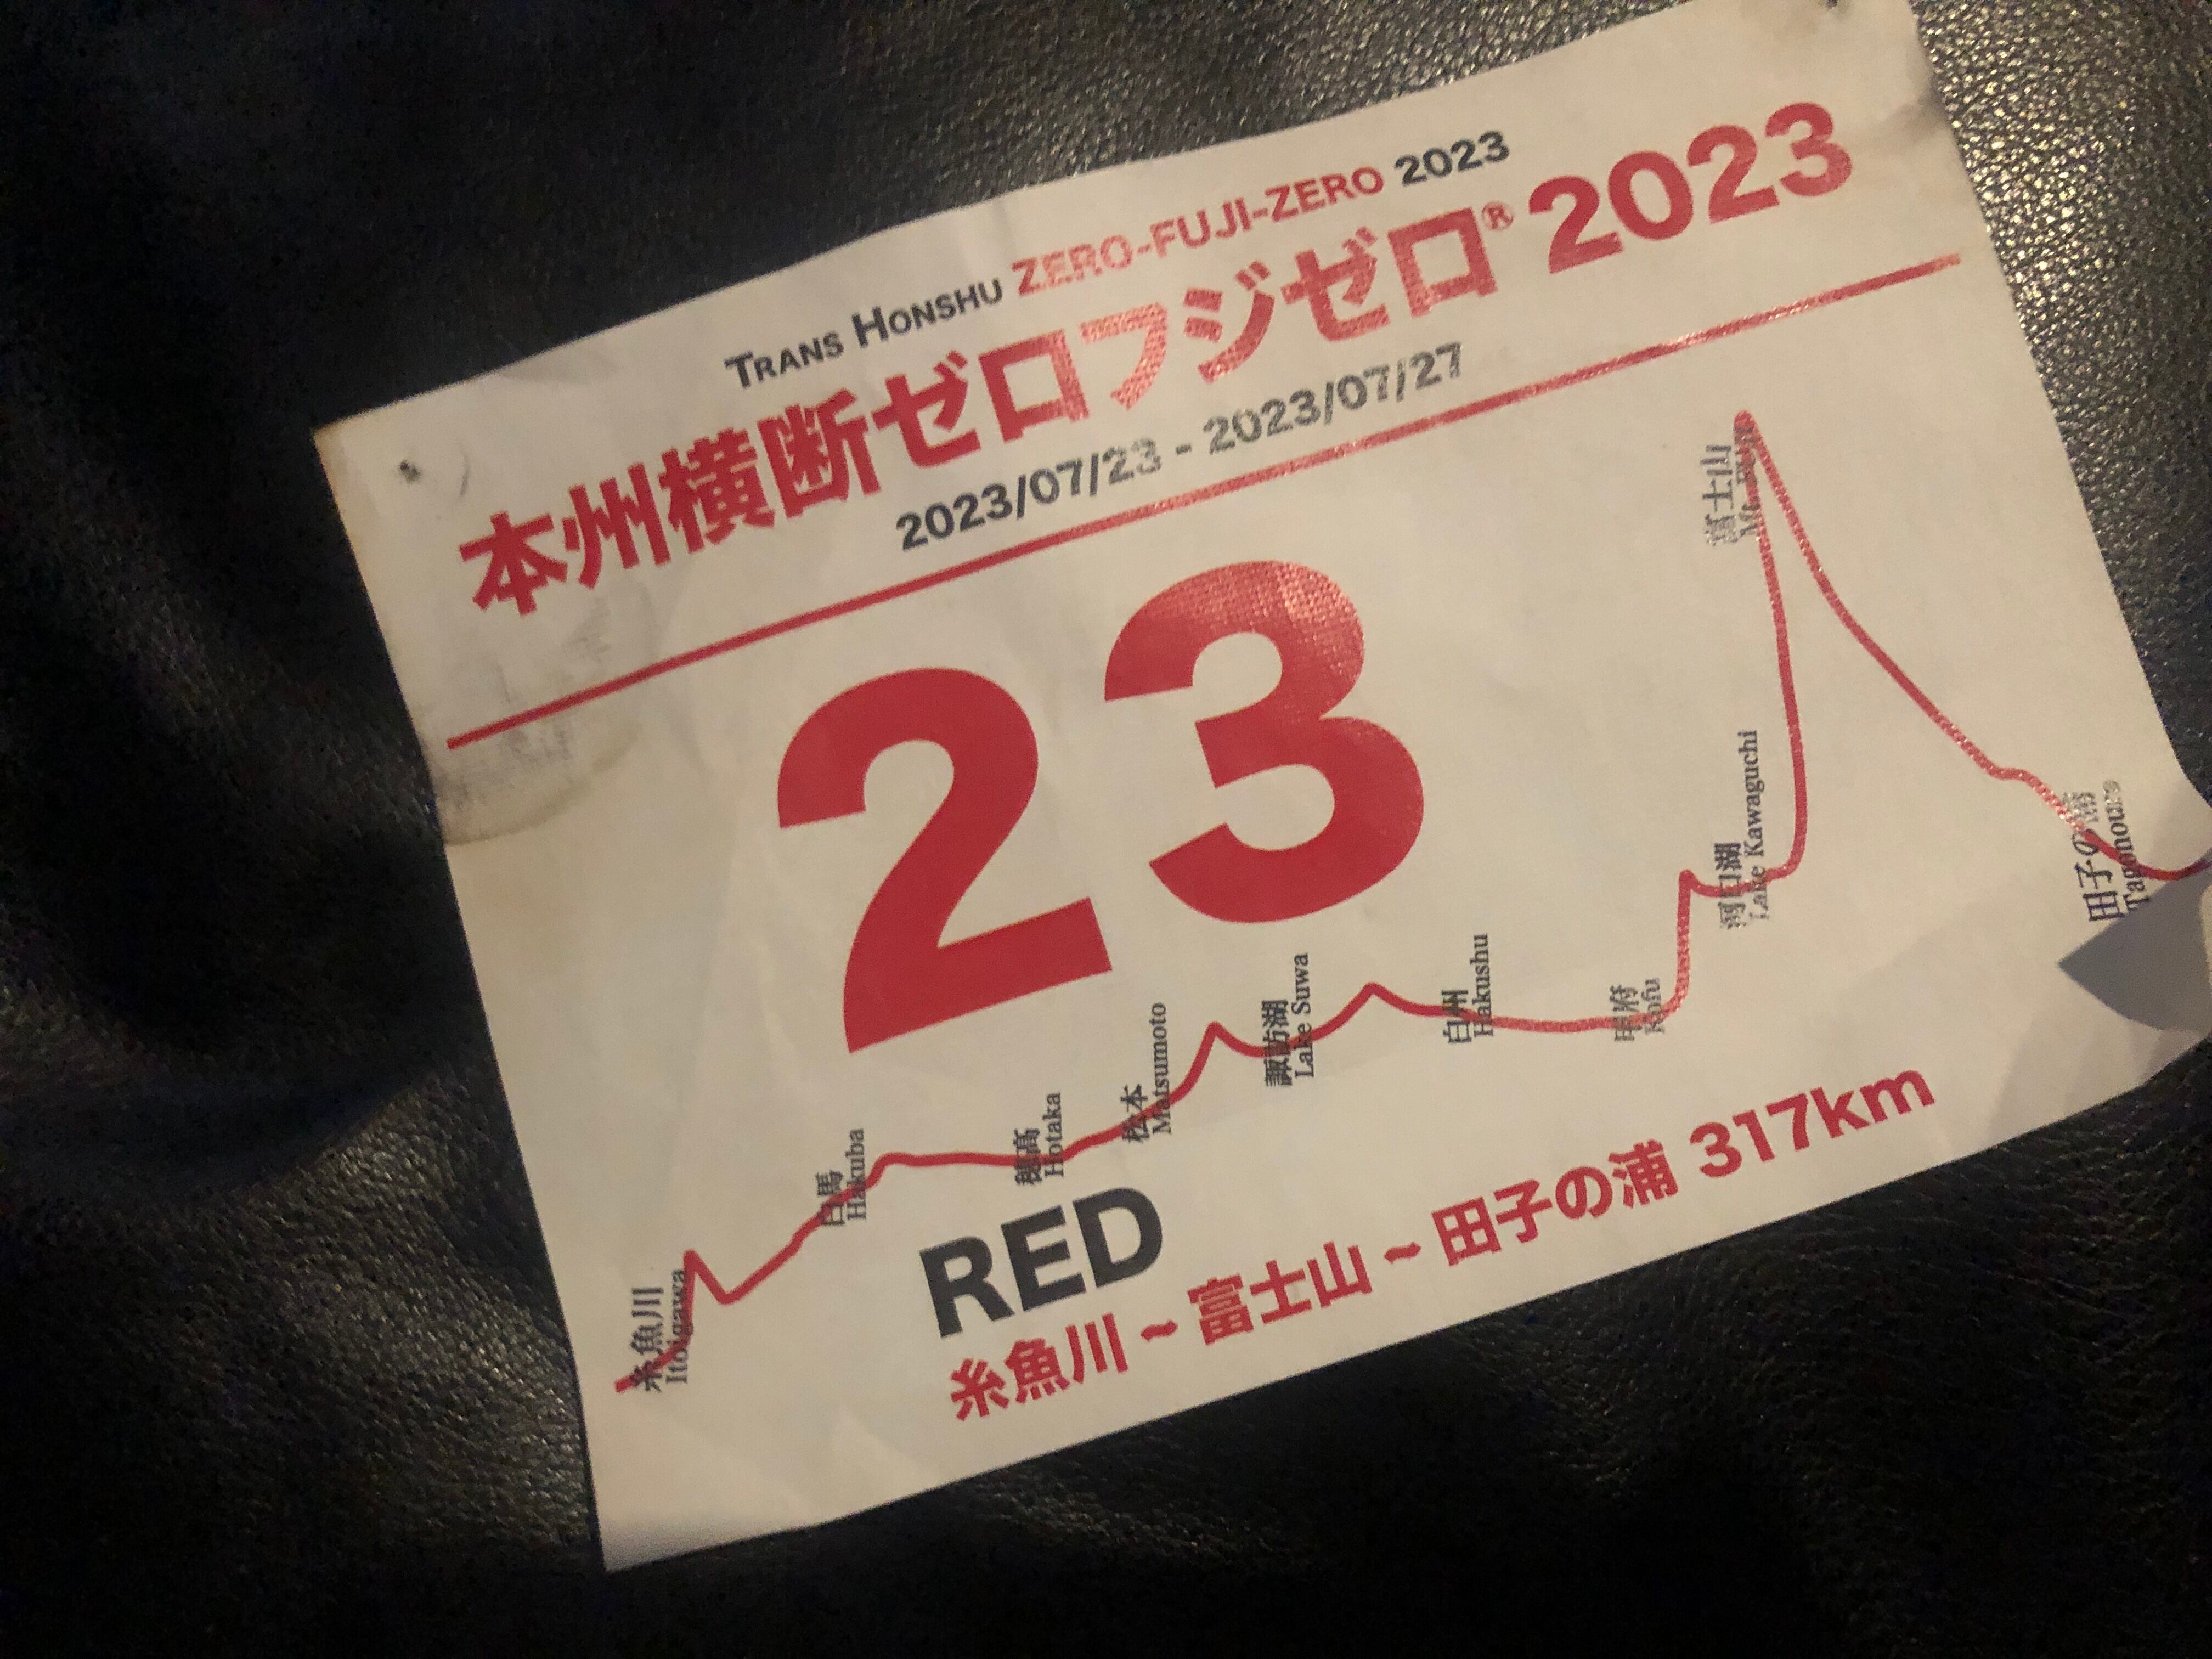 TRANS HONSHU ZERO-FUJI-ZERO 2023
本州横断ゼロフジゼロ® 2023
2023/07/23 - 2023/07/27
23
富士山
河口湖
Lake Kawaguchi
田子の浦
Tagonoura
甲府
Kofu
白州
Hakushu
諏訪湖
Lake Suwa
松本
Matsumoto
穂高
Hotaka
白馬
Hakuba
糸魚川
Itoigawa
RED
糸魚川 ~ 富士山 ~ 田子の浦 317km